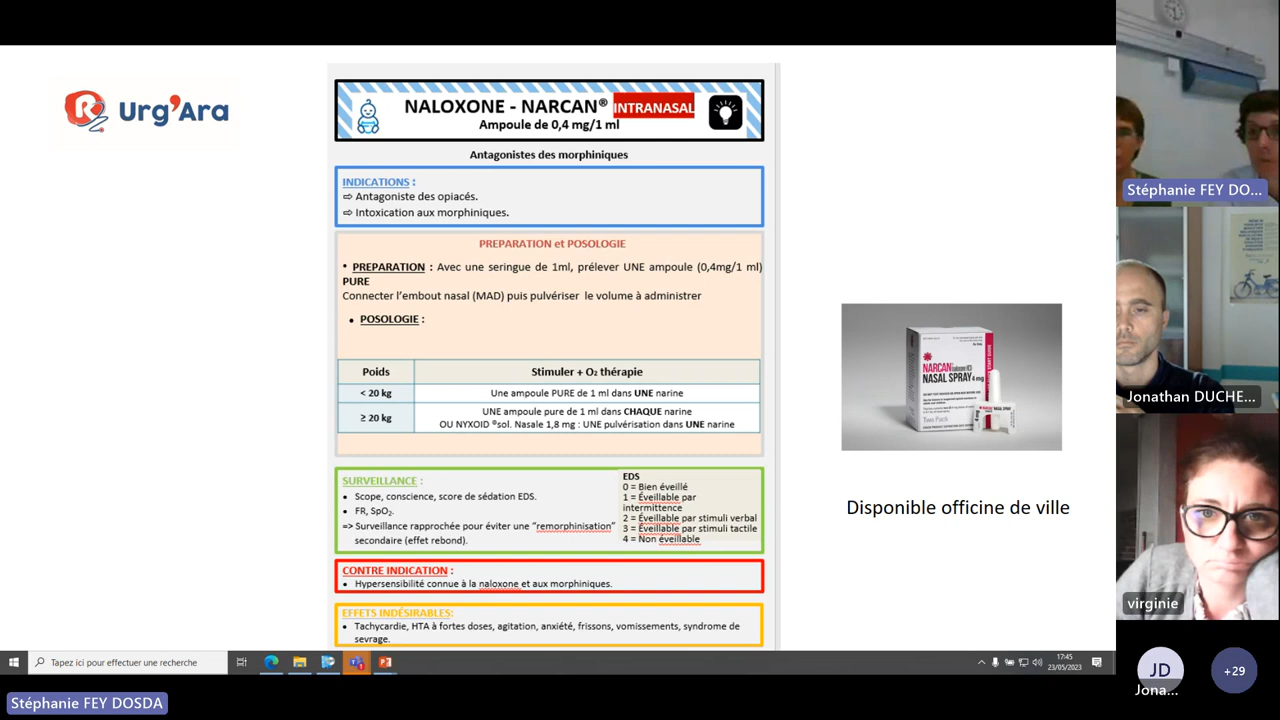 Urg'Ara
NALOXONE - NARCAN® INTRANASAL
Ampoule de 0,4 mg/1 ml
Antagonistes des morphiniques
INDICATIONS :
⇨ Antagoniste des opiacés.
⇨ Intoxication aux morphiniques.
PREPARATION et POSOLOGIE
• PREPARATION : Avec une seringue de 1ml, prélever UNE ampoule (0,4mg/1 ml)
PURE
Connecter l'embout nasal (MAD) puis pulvériser le volume à administrer
• POSOLOGIE :
Poids
Stimuler + O₂ thérapie
< 20 kg
Une ampoule PURE de 1 ml dans UNE narine
≥ 20 kg
UNE ampoule pure de 1 ml dans CHAQUE narine
OU NYXOID ®sol. Nasale 1,8 mg : UNE pulvérisation dans UNE narine
SURVEILLANCE :
• Scope, conscience, score de sédation EDS.
• FR, SpO₂.
=> Surveillance rapprochée pour éviter une "remorphinisation"
secondaire (effet rebond).
EDS
0 = Bien éveillé
1 = Éveillable par
intermittence
2 = Éveillable par stimuli verbal
3 = Éveillable par stimuli tactile
4 = Non éveillable
CONTRE INDICATION :
• Hypersensibilité connue à la naloxone et aux morphiniques.
EFFETS INDÉSIRABLES:
• Tachycardie, HTA à fortes doses, agitation, anxiété, frissons, vomissements, syndrome de
sevrage.
NARCAN
NASAL SPRAY 4 mg
Two Pack
Disponible officine de ville
Stéphanie FEY DO...
Jonathan DUCHE...
virginie
JD
Jona...
+29
Tapez ici pour effectuer une recherche
17:45
23/05/2023
Stéphanie FEY DOSDA